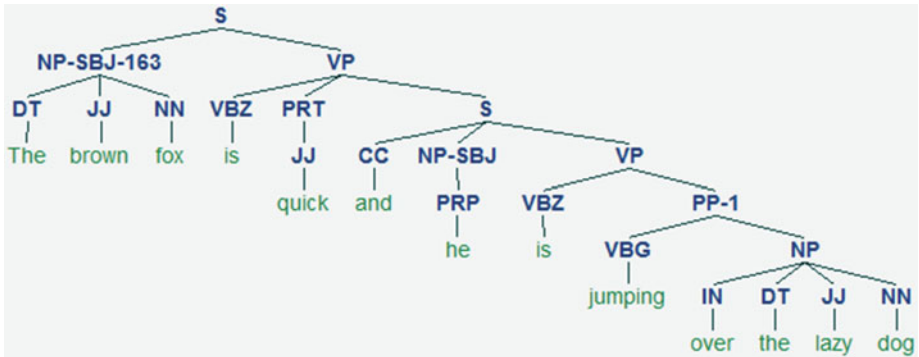 S
NP-SBJ-163 VP
DT JJ NN VBZ PRT S
The brown fox is JJ CC NP-SBJ VP
quick and PRP VBZ PP-1
he is VBG NP
jumping IN DT JJ NN
over the lazy dog